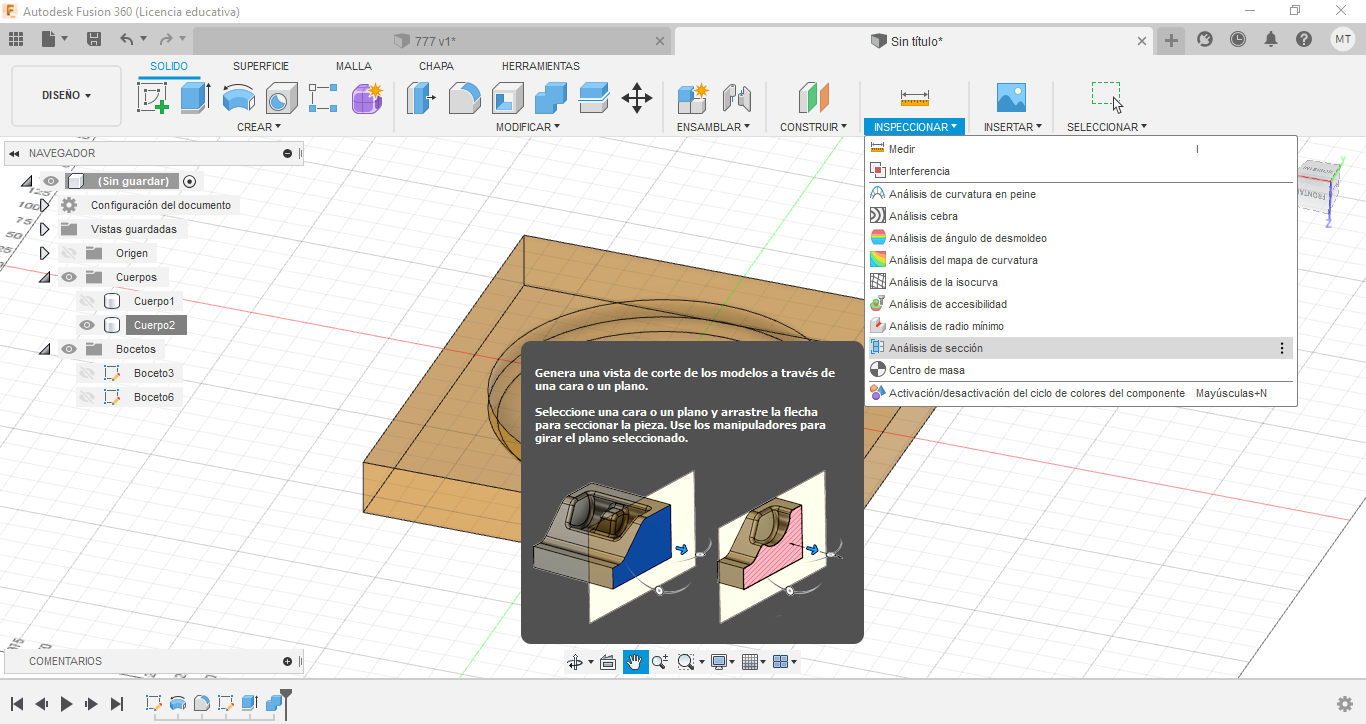 Autodesk Fusion 360 (Licencia educativa)
777 v1*
Sin título*
MT
DISEÑO
SOLIDO
SUPERFICIE
MALLA
CHAPA
HERRAMIENTAS
CREAR
MODIFICAR
ENSAMBLAR
CONSTRUIR
INSPECCIONAR
INSERTAR
SELECCIONAR
NAVEGADOR
(Sin guardar)
Configuración del documento
Vistas guardadas
Origen
Cuerpos
Cuerpo1
Cuerpo2
Bocetos
Boceto3
Boceto6
125
100
75
50
25
Medir I
Interferencia
Análisis de curvatura en peine
Análisis cebra
Análisis de ángulo de desmoldeo
Análisis del mapa de curvatura
Análisis de la isocurva
Análisis de accesibilidad
Análisis de radio mínimo
Análisis de sección
Centro de masa
Activación/desactivación del ciclo de colores del componente Mayúsculas+N
FRONTAL
Z
Genera una vista de corte de los modelos a través de
una cara o un plano.
Seleccione una cara o un plano y arrastre la flecha
para seccionar la pieza. Use los manipuladores para
girar el plano seleccionado.
COMENTARIOS